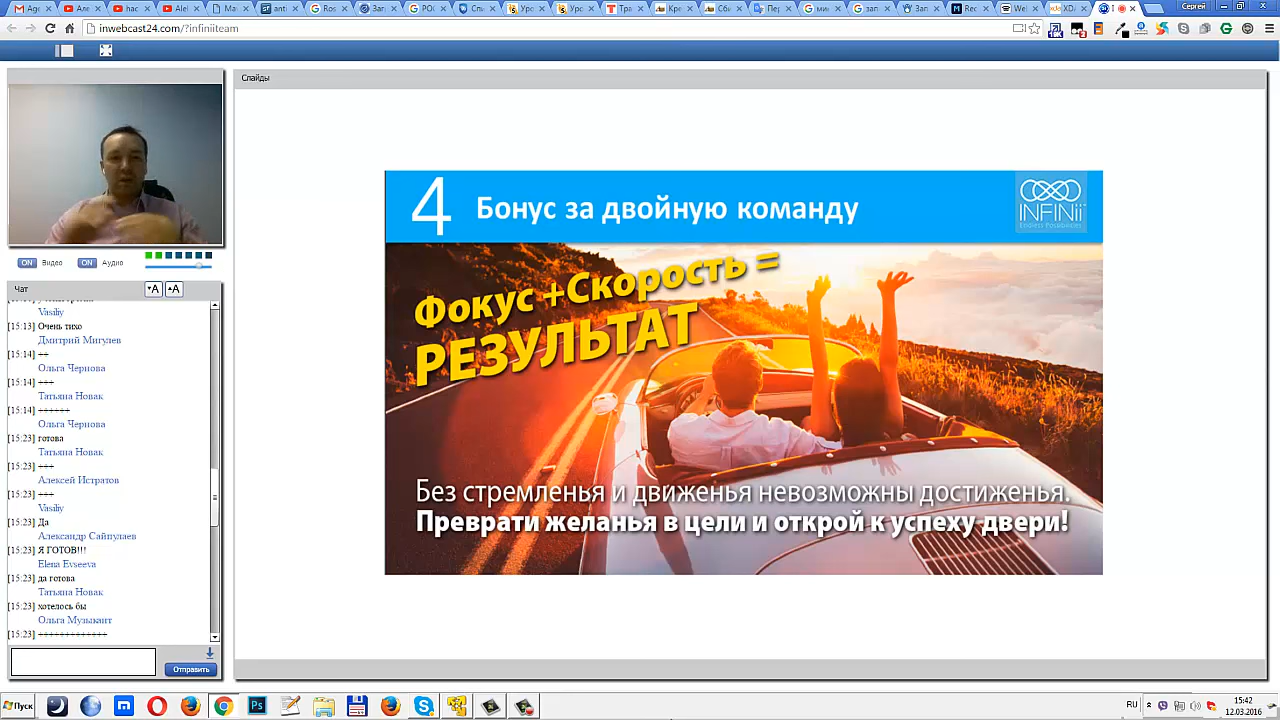 Сергей
inwebcast24.com/?infiniiteam
Слайды
4 Бонус за двойную команду
INFINii
Endless Possibilities
Фокус +Скорость =
РЕЗУЛЬТАТ
Без стремленья и движенья невозможны достиженья.
Преврати желанья в цели и открой к успеху двери!
ON Видео ON Аудио
Чат
Vasiliy
[15:13] Очень тихо
Дмитрий Мигулев
[15:14] ++
Ольга Чернова
[15:14] +++
Татьяна Новак
[15:14] ++++++
Ольга Чернова
[15:23] готова
Татьяна Новак
[15:23] +++
Алексей Истратов
[15:23] +++
Vasiliy
[15:23] Да
Александр Сайпулаев
[15:23] Я ГОТОВ!!!
Elena Evseeva
[15:23] да готова
Татьяна Новак
[15:23] хотелось бы
Ольга Музыкант
[15:23] +++++++++++++
Отправить
Пуск
RU
15:42
12.03.2016